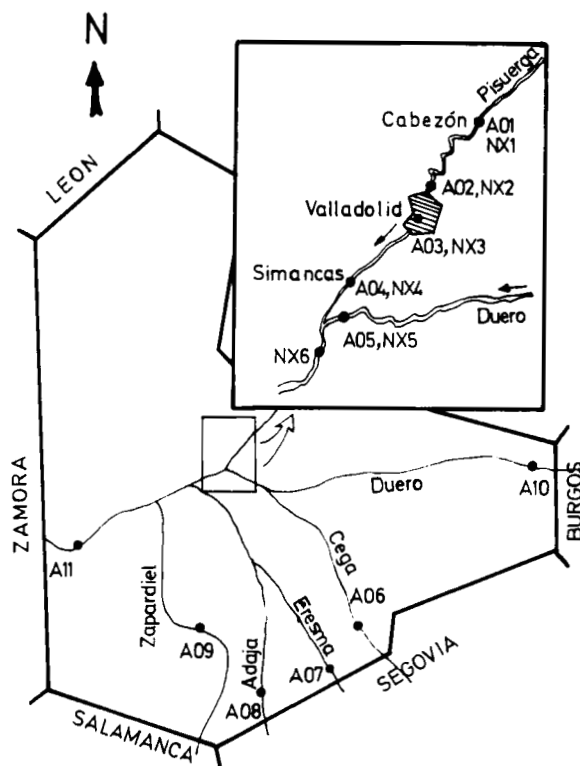 N
Pisuerga
Cabezón
A01
NX1
A02, NX2
Valladolid
A03, NX3
Simancas
A04, NX4
Duero
A05, NX5
NX6
LEON
ZAMORA
Duero
A10
BURGOS
A11
Zapardiel
A09
Adaja
A08
Eresma
A07
Cega
A06
SEGOVIA
SALAMANCA